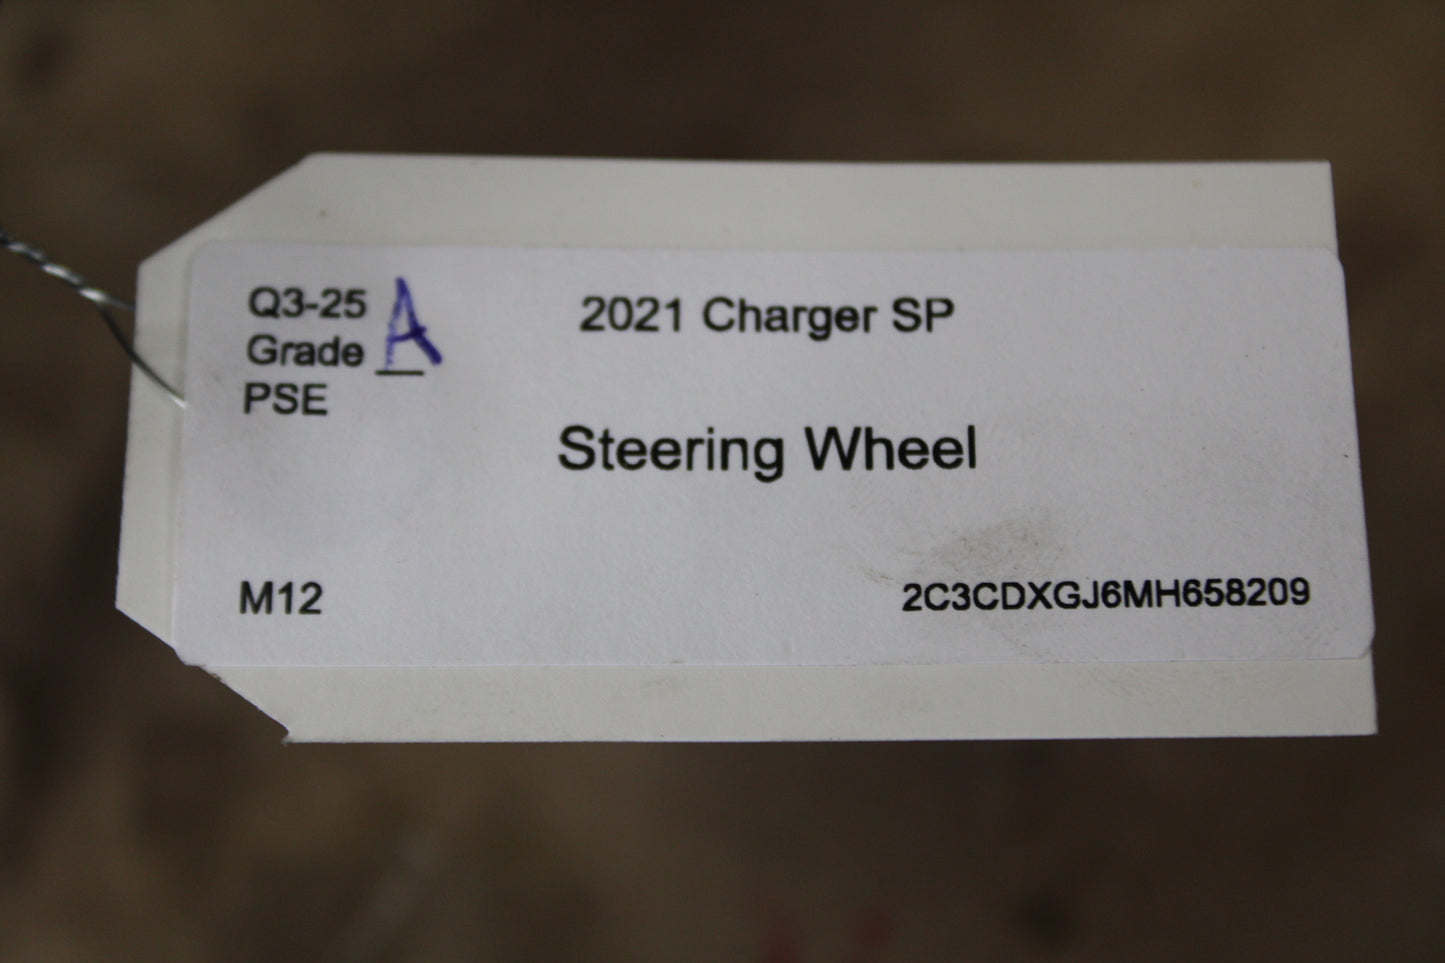 Q3-25
Grade A
PSE
2021 Charger SP
Steering Wheel
M12
2C3CDXGJ6MH658209